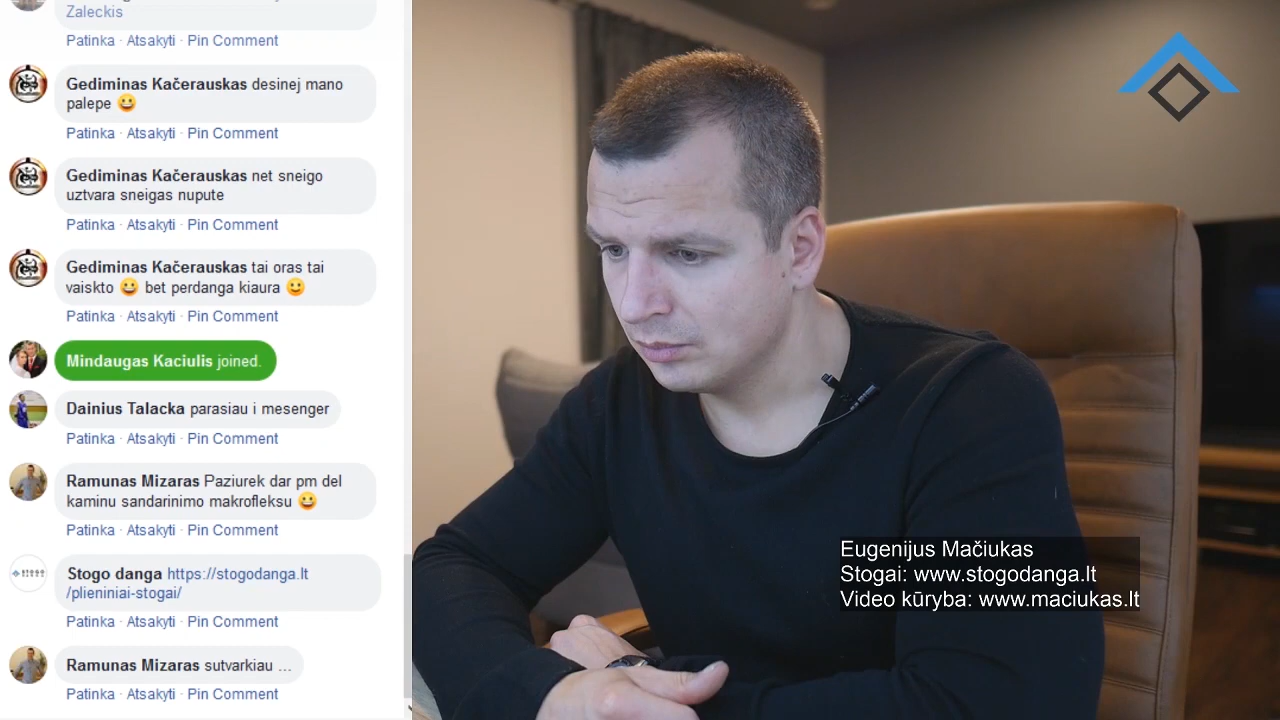 Zaleckis
Patinka · Atsakyti · Pin Comment
Gediminas Kačerauskas desinej mano
palepe 😀
Patinka · Atsakyti · Pin Comment
Gediminas Kačerauskas net sneigo
uztvara sneigas nupute
Patinka · Atsakyti · Pin Comment
Gediminas Kačerauskas tai oras tai
vaiksto 😀 bet perdanga kiaura 🙂
Patinka · Atsakyti · Pin Comment
Mindaugas Kaciulis joined.
Dainius Talacka parasiau i mesenger
Patinka · Atsakyti · Pin Comment
Ramunas Mizaras Paziurek dar pm del
kaminu sandarinimo makrofleksu 😀
Patinka · Atsakyti · Pin Comment
Stogo danga https://stogodanga.lt
/plieniniai-stogai/
Patinka · Atsakyti · Pin Comment
Ramunas Mizaras sutvarkiau ...
Patinka · Atsakyti · Pin Comment
Eugenijus Mačiukas
Stogai: www.stogodanga.lt
Video kūryba: www.maciukas.lt